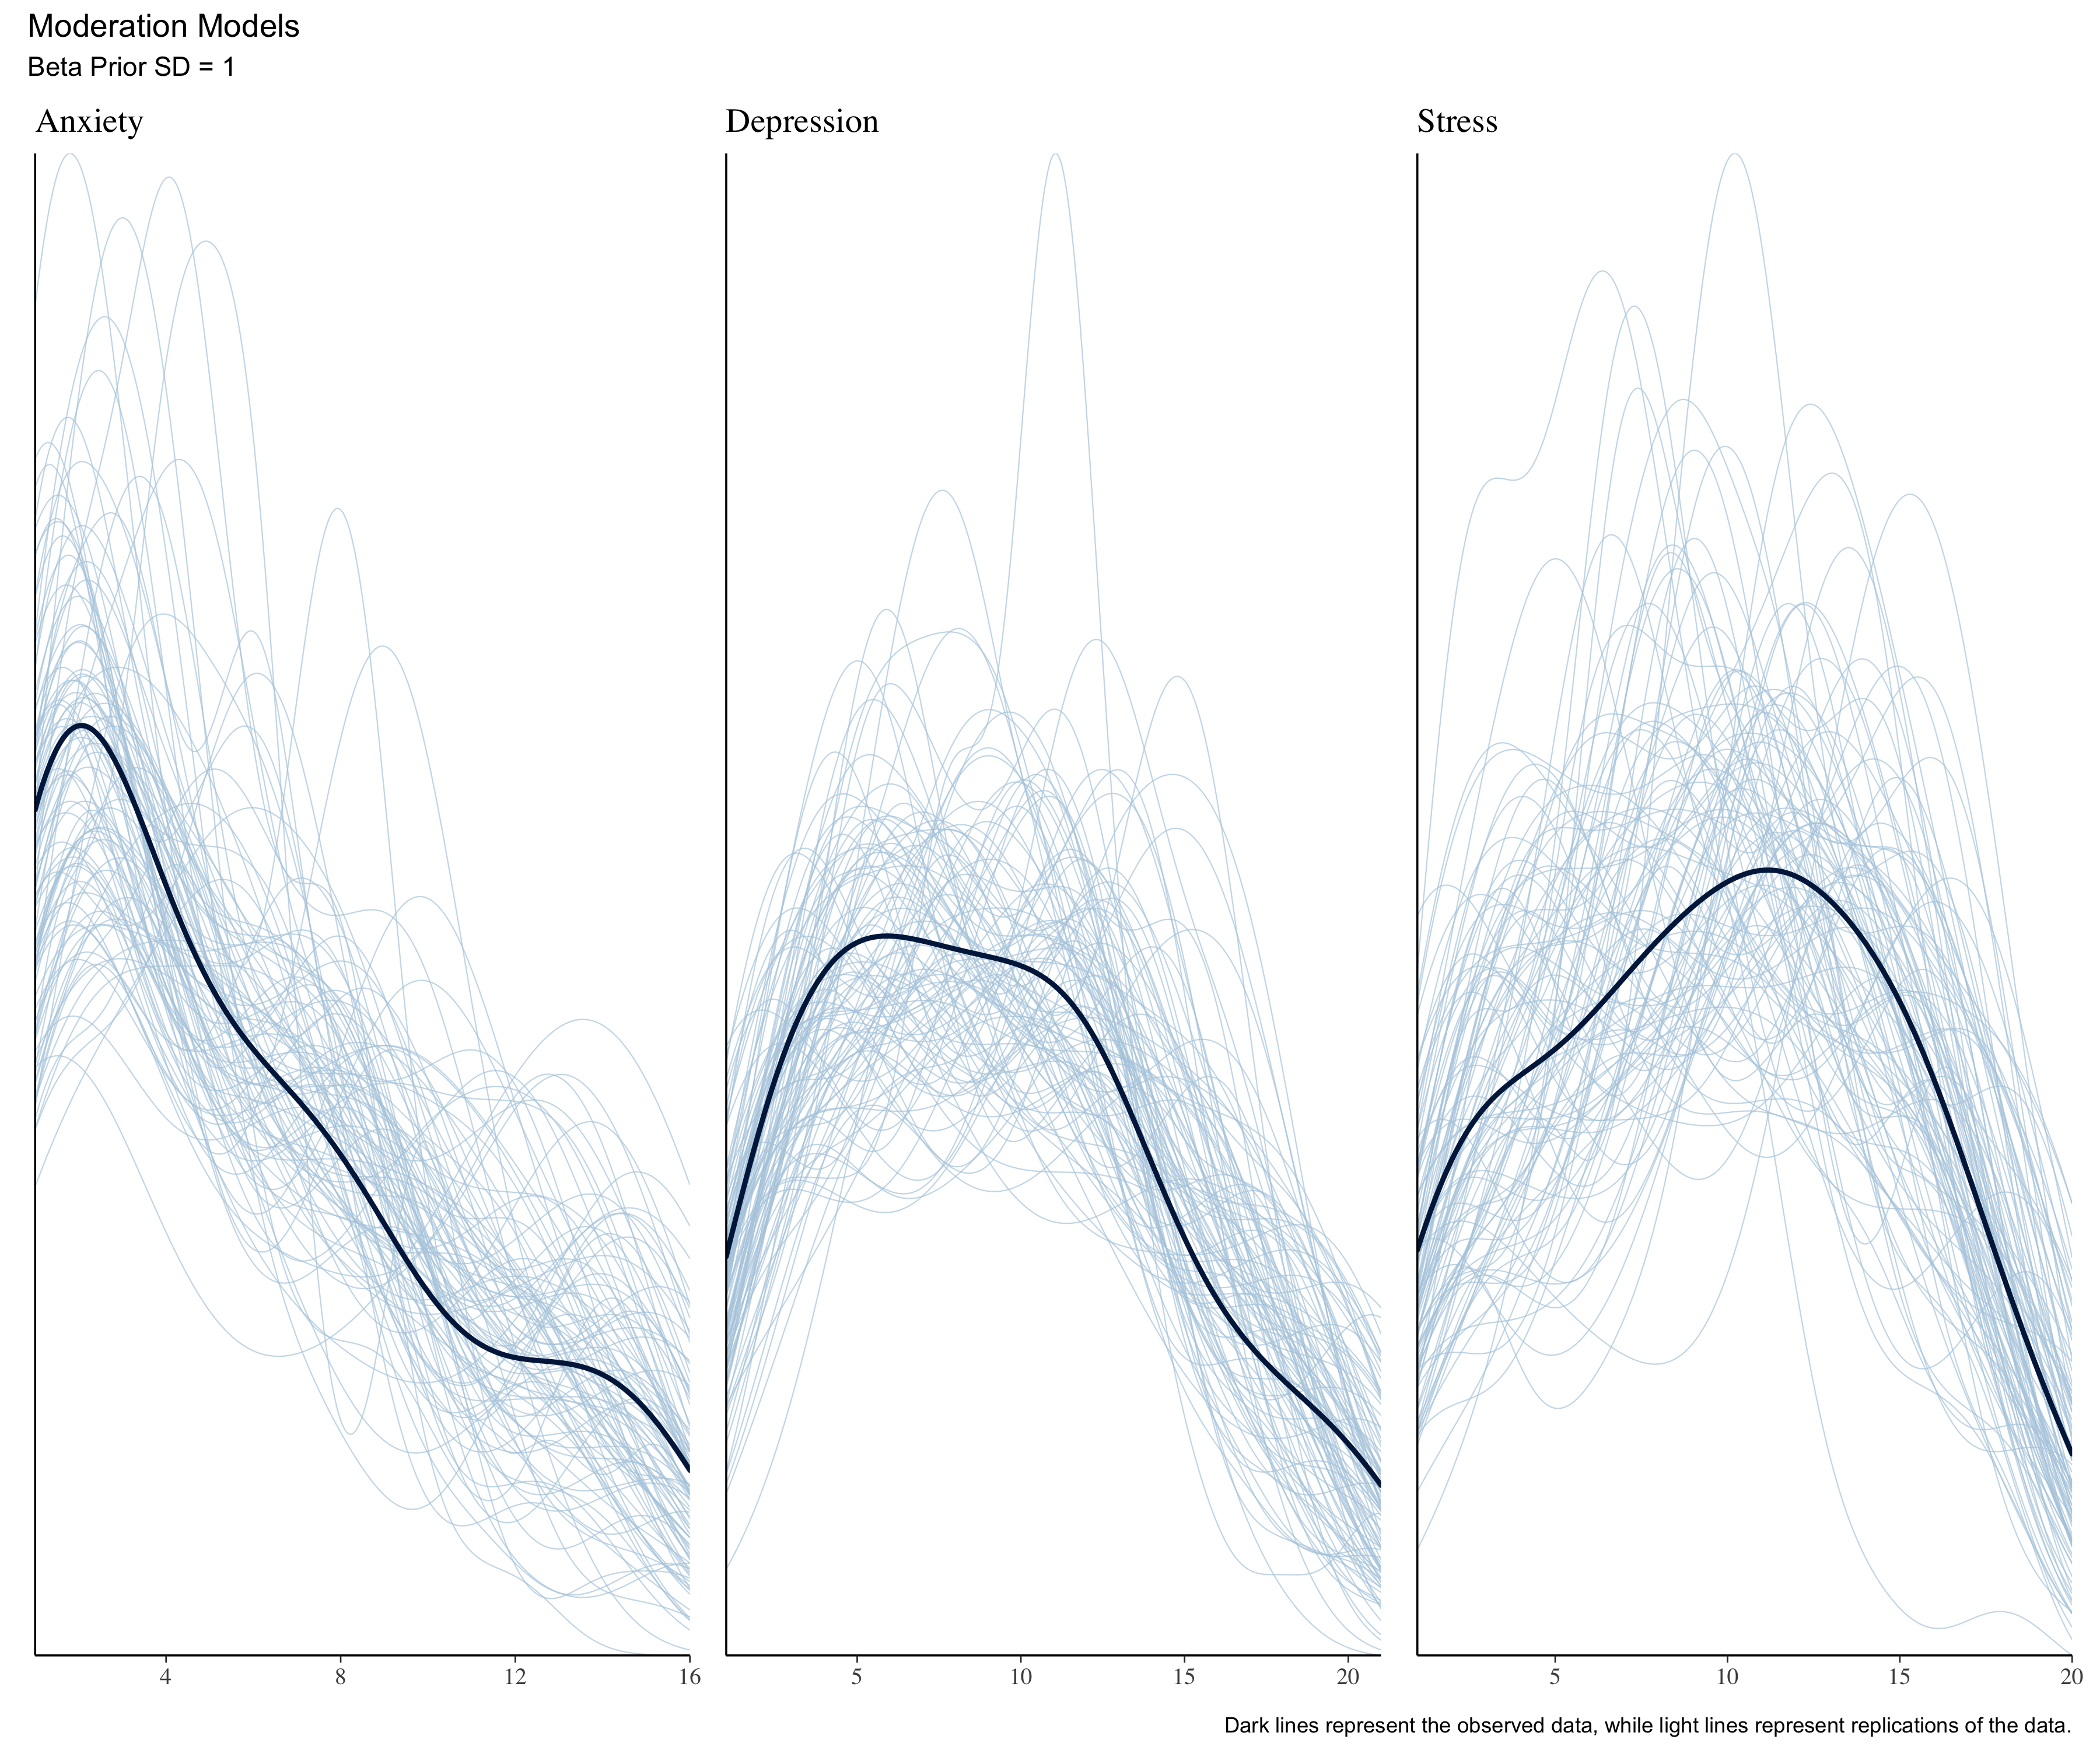 Moderation Models
Beta Prior SD = 1
Anxiety
Depression
Stress
4 8 12 16
5 10 15 20
5 10 15 20
Dark lines represent the observed data, while light lines represent replications of the data.